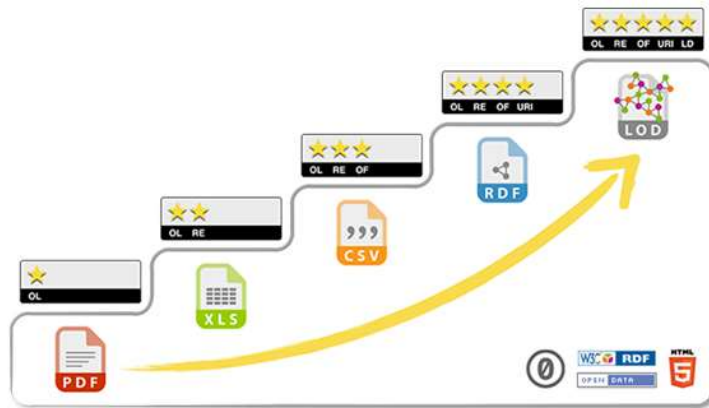 OL RE OF URI LD
OL RE OF URI
LOD
OL RE OF
RDF
OL RE
,,,
CSV
OL
XLS
PDF
0
W3C RDF
OPEN DATA
HTML
5